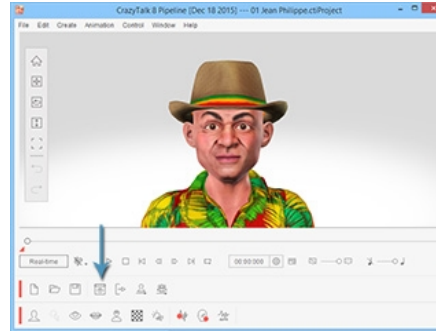 CrazyTalk 8 Pipeline [Dec 18 2015] --- 01 Jean Philippe.ctiProject
File Edit Create Animation Control Window Help
Real-time
00:00:000